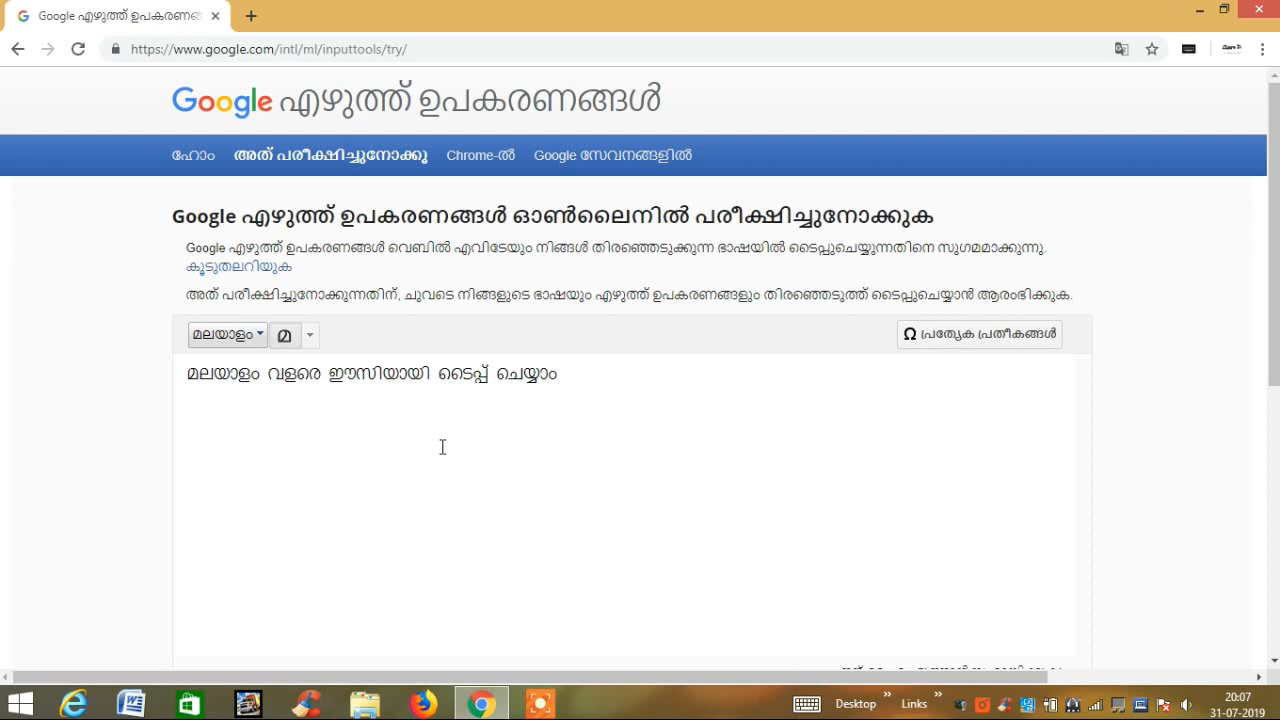 Google എഴുത്ത് ഉപകരണങ്ങ
https://www.google.com/intl/ml/inputtools/try/
Google എഴുത്ത് ഉപകരണങ്ങൾ
ഹോം അത് പരീക്ഷിച്ചുനോക്കൂ Chrome-ൽ Google സേവനങ്ങളിൽ
Google എഴുത്ത് ഉപകരണങ്ങൾ ഓൺലൈനിൽ പരീക്ഷിച്ചുനോക്കുക
Google എഴുത്ത് ഉപകരണങ്ങൾ വെബിൽ എവിടേയും നിങ്ങൾ തിരഞ്ഞെടുക്കുന്ന ഭാഷയിൽ ടൈപ്പുചെയ്യുന്നതിനെ സുഗമമാക്കുന്നു.
കൂടുതലറിയുക
അത് പരീക്ഷിച്ചുനോക്കുന്നതിന്, ചുവടെ നിങ്ങളുടെ ഭാഷയും എഴുത്ത് ഉപകരണങ്ങളും തിരഞ്ഞെടുത്ത് ടൈപ്പുചെയ്യാൻ ആരംഭിക്കുക.
മലയാളം മ Ω പ്രത്യേക പ്രതീകങ്ങൾ
മലയാളം വളരെ ഈസിയായി ടൈപ്പ് ചെയ്യാം
Desktop » Links » 20:07
31-07-2019